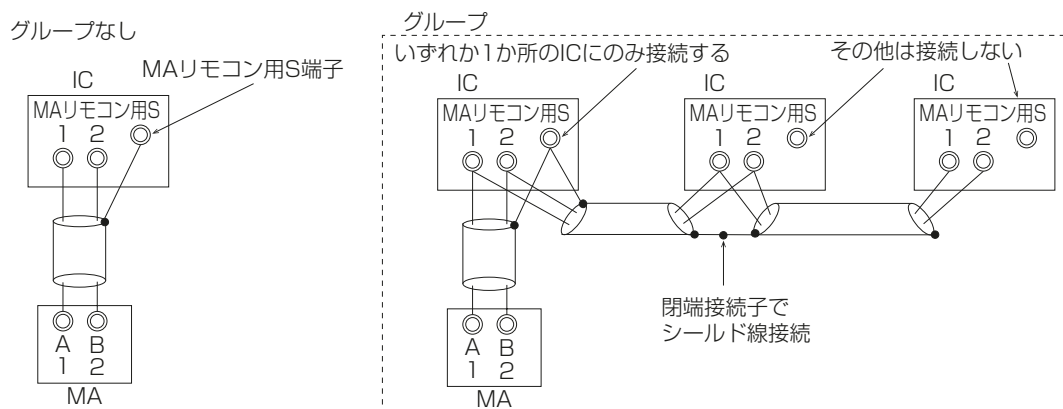 グループなし
MAリモコン用S端子
IC
MAリモコン用S
1 2
A B
1 2
MA
グループ
いずれか1か所のICにのみ接続する
その他は接続しない
IC
MAリモコン用S
1 2
IC
MAリモコン用S
1 2
IC
MAリモコン用S
1 2
閉端接続子で
シールド線接続
A B
1 2
MA